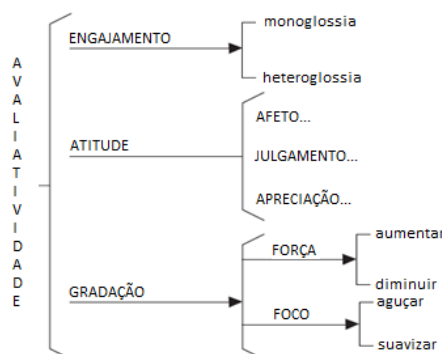 AVALIATIVIDADE
ENGAJAMENTO
monoglossia
heteroglossia
ATITUDE
AFETO...
JULGAMENTO...
APRECIAÇÃO...
GRADAÇÃO
FORÇA
aumentar
diminuir
FOCO
aguçar
suavizar